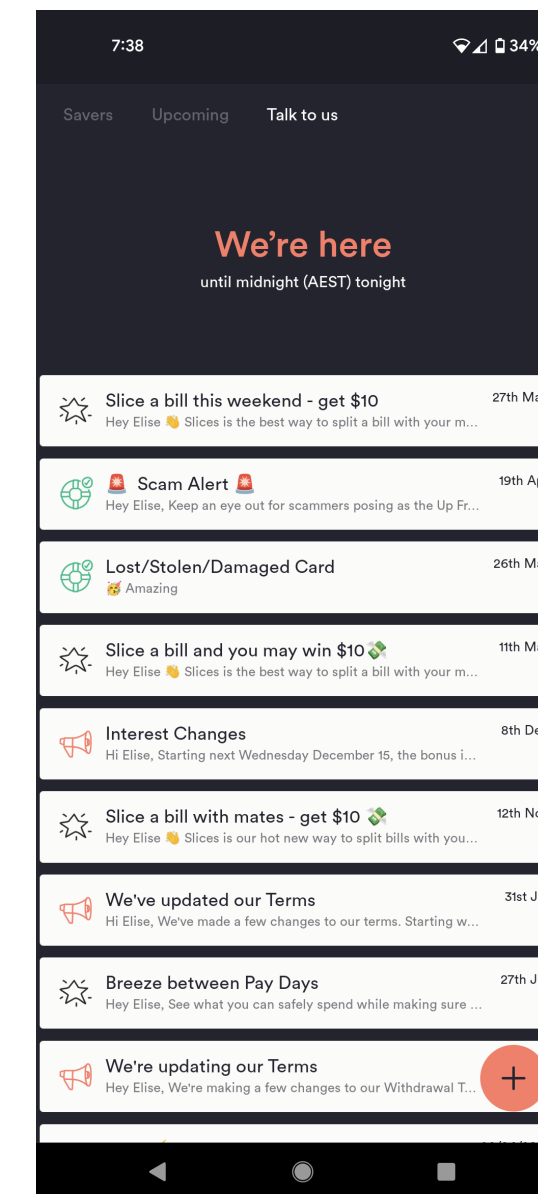 7:38 34%
Savers Upcoming Talk to us
We're here
until midnight (AEST) tonight
Slice a bill this weekend - get $10 27th Ma
Hey Elise 👋 Slices is the best way to split a bill with your m...
🚨 Scam Alert 🚨 19th Ap
Hey Elise, Keep an eye out for scammers posing as the Up Fr...
Lost/Stolen/Damaged Card 26th Ma
🥳 Amazing
Slice a bill and you may win $10💸 11th Ma
Hey Elise 👋 Slices is the best way to split a bill with your m...
Interest Changes 8th De
Hi Elise, Starting next Wednesday December 15, the bonus i...
Slice a bill with mates - get $10 💸 12th No
Hey Elise 👋 Slices is our hot new way to split bills with you...
We've updated our Terms 31st J
Hi Elise, We've made a few changes to our terms. Starting w...
Breeze between Pay Days 27th J
Hey Elise, See what you can safely spend while making sure ...
We're updating our Terms
Hey Elise, We're making a few changes to our Withdrawal T...